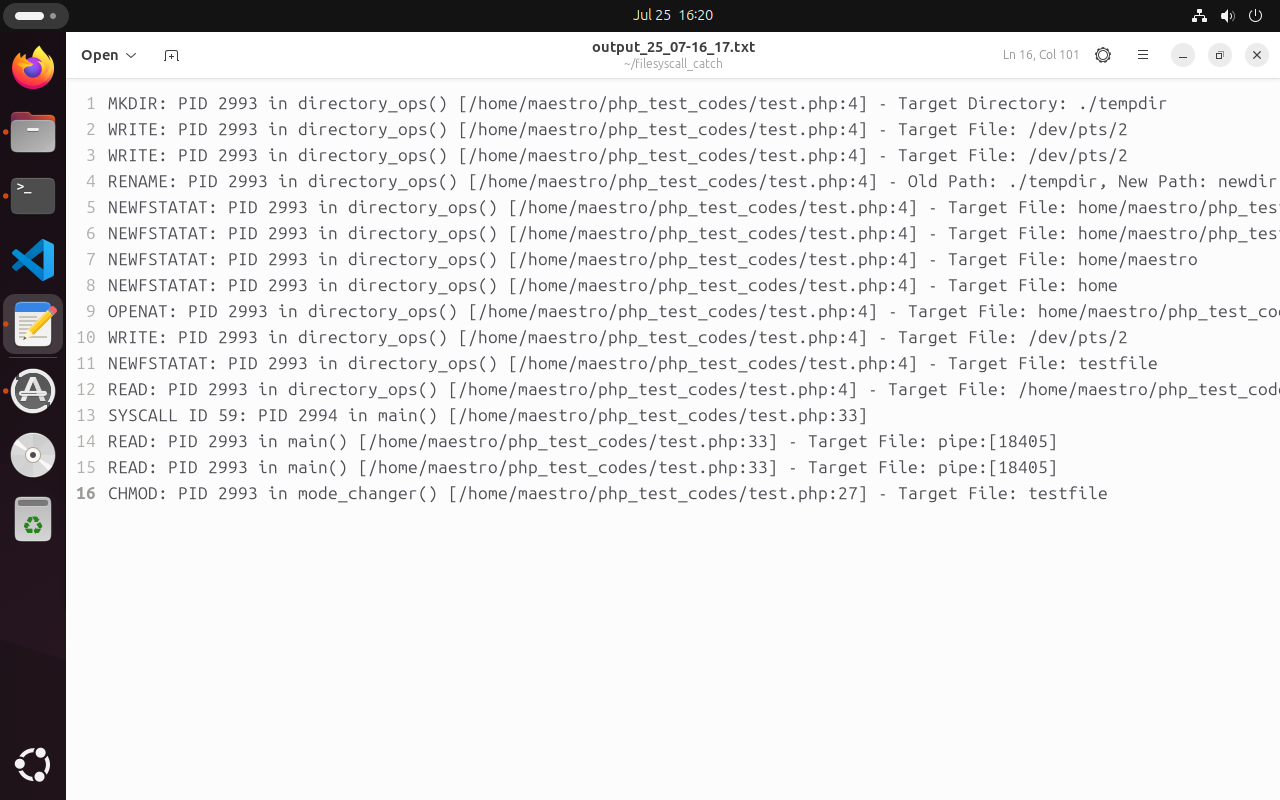 Jul 25 16:20
Open
output_25_07-16_17.txt
~/filesyscall_catch
Ln 16, Col 101
1 MKDIR: PID 2993 in directory_ops() [/home/maestro/php_test_codes/test.php:4] - Target Directory: ./tempdir
2 WRITE: PID 2993 in directory_ops() [/home/maestro/php_test_codes/test.php:4] - Target File: /dev/pts/2
3 WRITE: PID 2993 in directory_ops() [/home/maestro/php_test_codes/test.php:4] - Target File: /dev/pts/2
4 RENAME: PID 2993 in directory_ops() [/home/maestro/php_test_codes/test.php:4] - Old Path: ./tempdir, New Path: newdir
5 NEWFSTATAT: PID 2993 in directory_ops() [/home/maestro/php_test_codes/test.php:4] - Target File: home/maestro/php_tes
6 NEWFSTATAT: PID 2993 in directory_ops() [/home/maestro/php_test_codes/test.php:4] - Target File: home/maestro/php_tes
7 NEWFSTATAT: PID 2993 in directory_ops() [/home/maestro/php_test_codes/test.php:4] - Target File: home/maestro
8 NEWFSTATAT: PID 2993 in directory_ops() [/home/maestro/php_test_codes/test.php:4] - Target File: home
9 OPENAT: PID 2993 in directory_ops() [/home/maestro/php_test_codes/test.php:4] - Target File: home/maestro/php_test_co
10 WRITE: PID 2993 in directory_ops() [/home/maestro/php_test_codes/test.php:4] - Target File: /dev/pts/2
11 NEWFSTATAT: PID 2993 in directory_ops() [/home/maestro/php_test_codes/test.php:4] - Target File: testfile
12 READ: PID 2993 in directory_ops() [/home/maestro/php_test_codes/test.php:4] - Target File: /home/maestro/php_test_code
13 SYSCALL ID 59: PID 2994 in main() [/home/maestro/php_test_codes/test.php:33]
14 READ: PID 2993 in main() [/home/maestro/php_test_codes/test.php:33] - Target File: pipe:[18405]
15 READ: PID 2993 in main() [/home/maestro/php_test_codes/test.php:33] - Target File: pipe:[18405]
16 CHMOD: PID 2993 in mode_changer() [/home/maestro/php_test_codes/test.php:27] - Target File: testfile